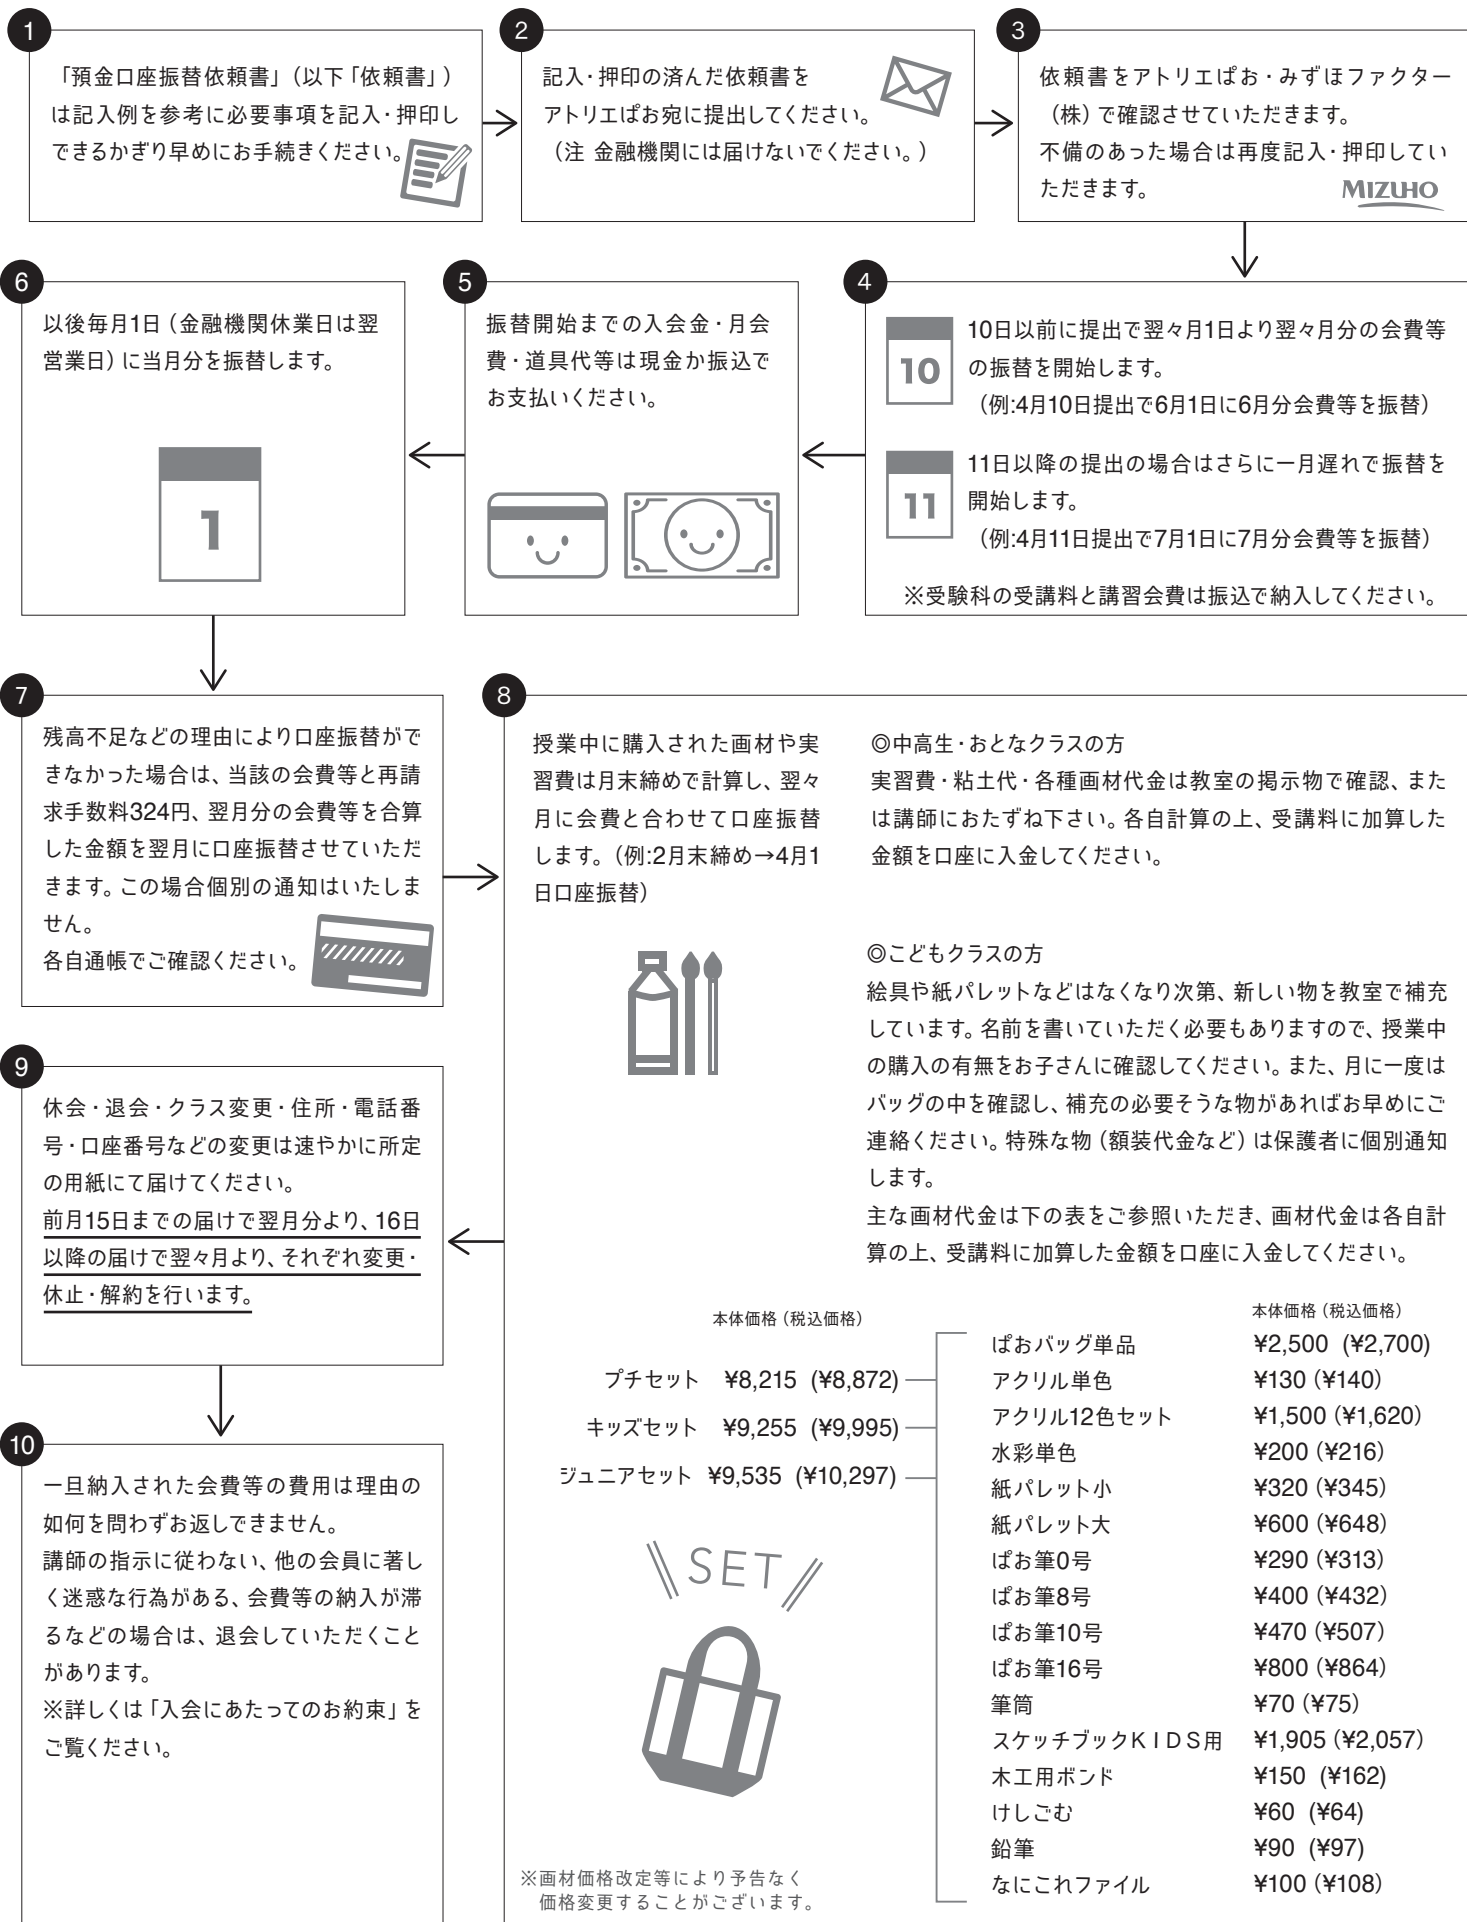 1
「預金口座振替依頼書」（以下「依頼書」）
は記入例を参考に必要事項を記入・押印し
できるかぎり早めにお手続きください。
2
記入・押印の済んだ依頼書を
アトリエぱお宛に提出してください。
（注 金融機関には届けないでください。）
3
依頼書をアトリエぱお・みずほファクター
（株）で確認させていただきます。
不備のあった場合は再度記入・押印してい
ただきます。
MIZUHO
4
10
10日以前に提出で翌々月1日より翌々月分の会費等
の振替を開始します。
（例:4月10日提出で6月1日に6月分会費等を振替）
11
11日以降の提出の場合はさらに一月遅れで振替を
開始します。
（例:4月11日提出で7月1日に7月分会費等を振替）
※受験科の受講料と講習会費は振込で納入してください。
5
振替開始までの入会金・月会
費・道具代等は現金か振込で
お支払いください。
6
以後毎月1日（金融機関休業日は翌
営業日）に当月分を振替します。
1
7
残高不足などの理由により口座振替がで
きなかった場合は、当該の会費等と再請
求手数料324円、翌月分の会費等を合算
した金額を翌月に口座振替させていただ
きます。この場合個別の通知はいたしま
せん。
各自通帳でご確認ください。
8
授業中に購入された画材や実
習費は月末締めで計算し、翌々
月に会費と合わせて口座振替
します。（例:2月末締め→4月1
日口座振替）
◎中高生・おとなクラスの方
実習費・粘土代・各種画材代金は教室の掲示物で確認、また
は講師におたずね下さい。各自計算の上、受講料に加算した
金額を口座に入金してください。
◎こどもクラスの方
絵具や紙パレットなどはなくなり次第、新しい物を教室で補充
しています。名前を書いていただく必要もありますので、授業中
の購入の有無をお子さんに確認してください。また、月に一度は
バッグの中を確認し、補充の必要そうな物があればお早めにご
連絡ください。特殊な物（額装代金など）は保護者に個別通知
します。
主な画材代金は下の表をご参照いただき、画材代金は各自計
算の上、受講料に加算した金額を口座に入金してください。
本体価格（税込価格）
プチセット ¥8,215 (¥8,872)
キッズセット ¥9,255 (¥9,995)
ジュニアセット ¥9,535 (¥10,297)
SET
※画材価格改定等により予告なく
価格変更することがございます。
本体価格（税込価格）
ぱおバッグ単品 ¥2,500 (¥2,700)
アクリル単色 ¥130（¥140）
アクリル12色セット ¥1,500（¥1,620）
水彩単色 ¥200（¥216）
紙パレット小 ¥320（¥345）
紙パレット大 ¥600（¥648）
ぱお筆0号 ¥290（¥313）
ぱお筆8号 ¥400（¥432）
ぱお筆10号 ¥470（¥507）
ぱお筆16号 ¥800（¥864）
筆筒 ¥70（¥75）
スケッチブックＫＩＤＳ用 ¥1,905（¥2,057）
木工用ボンド ¥150 (¥162)
けしごむ ¥60 (¥64)
鉛筆 ¥90 (¥97)
なにこれファイル ¥100（¥108）
9
休会・退会・クラス変更・住所・電話番
号・口座番号などの変更は速やかに所定
の用紙にて届けてください。
前月15日までの届けで翌月分より、16日
以降の届けで翌々月より、それぞれ変更・
休止・解約を行います。
10
一旦納入された会費等の費用は理由の
如何を問わずお返しできません。
講師の指示に従わない、他の会員に著し
く迷惑な行為がある、会費等の納入が滞
るなどの場合は、退会していただくこと
があります。
※詳しくは「入会にあたってのお約束」を
ご覧ください。